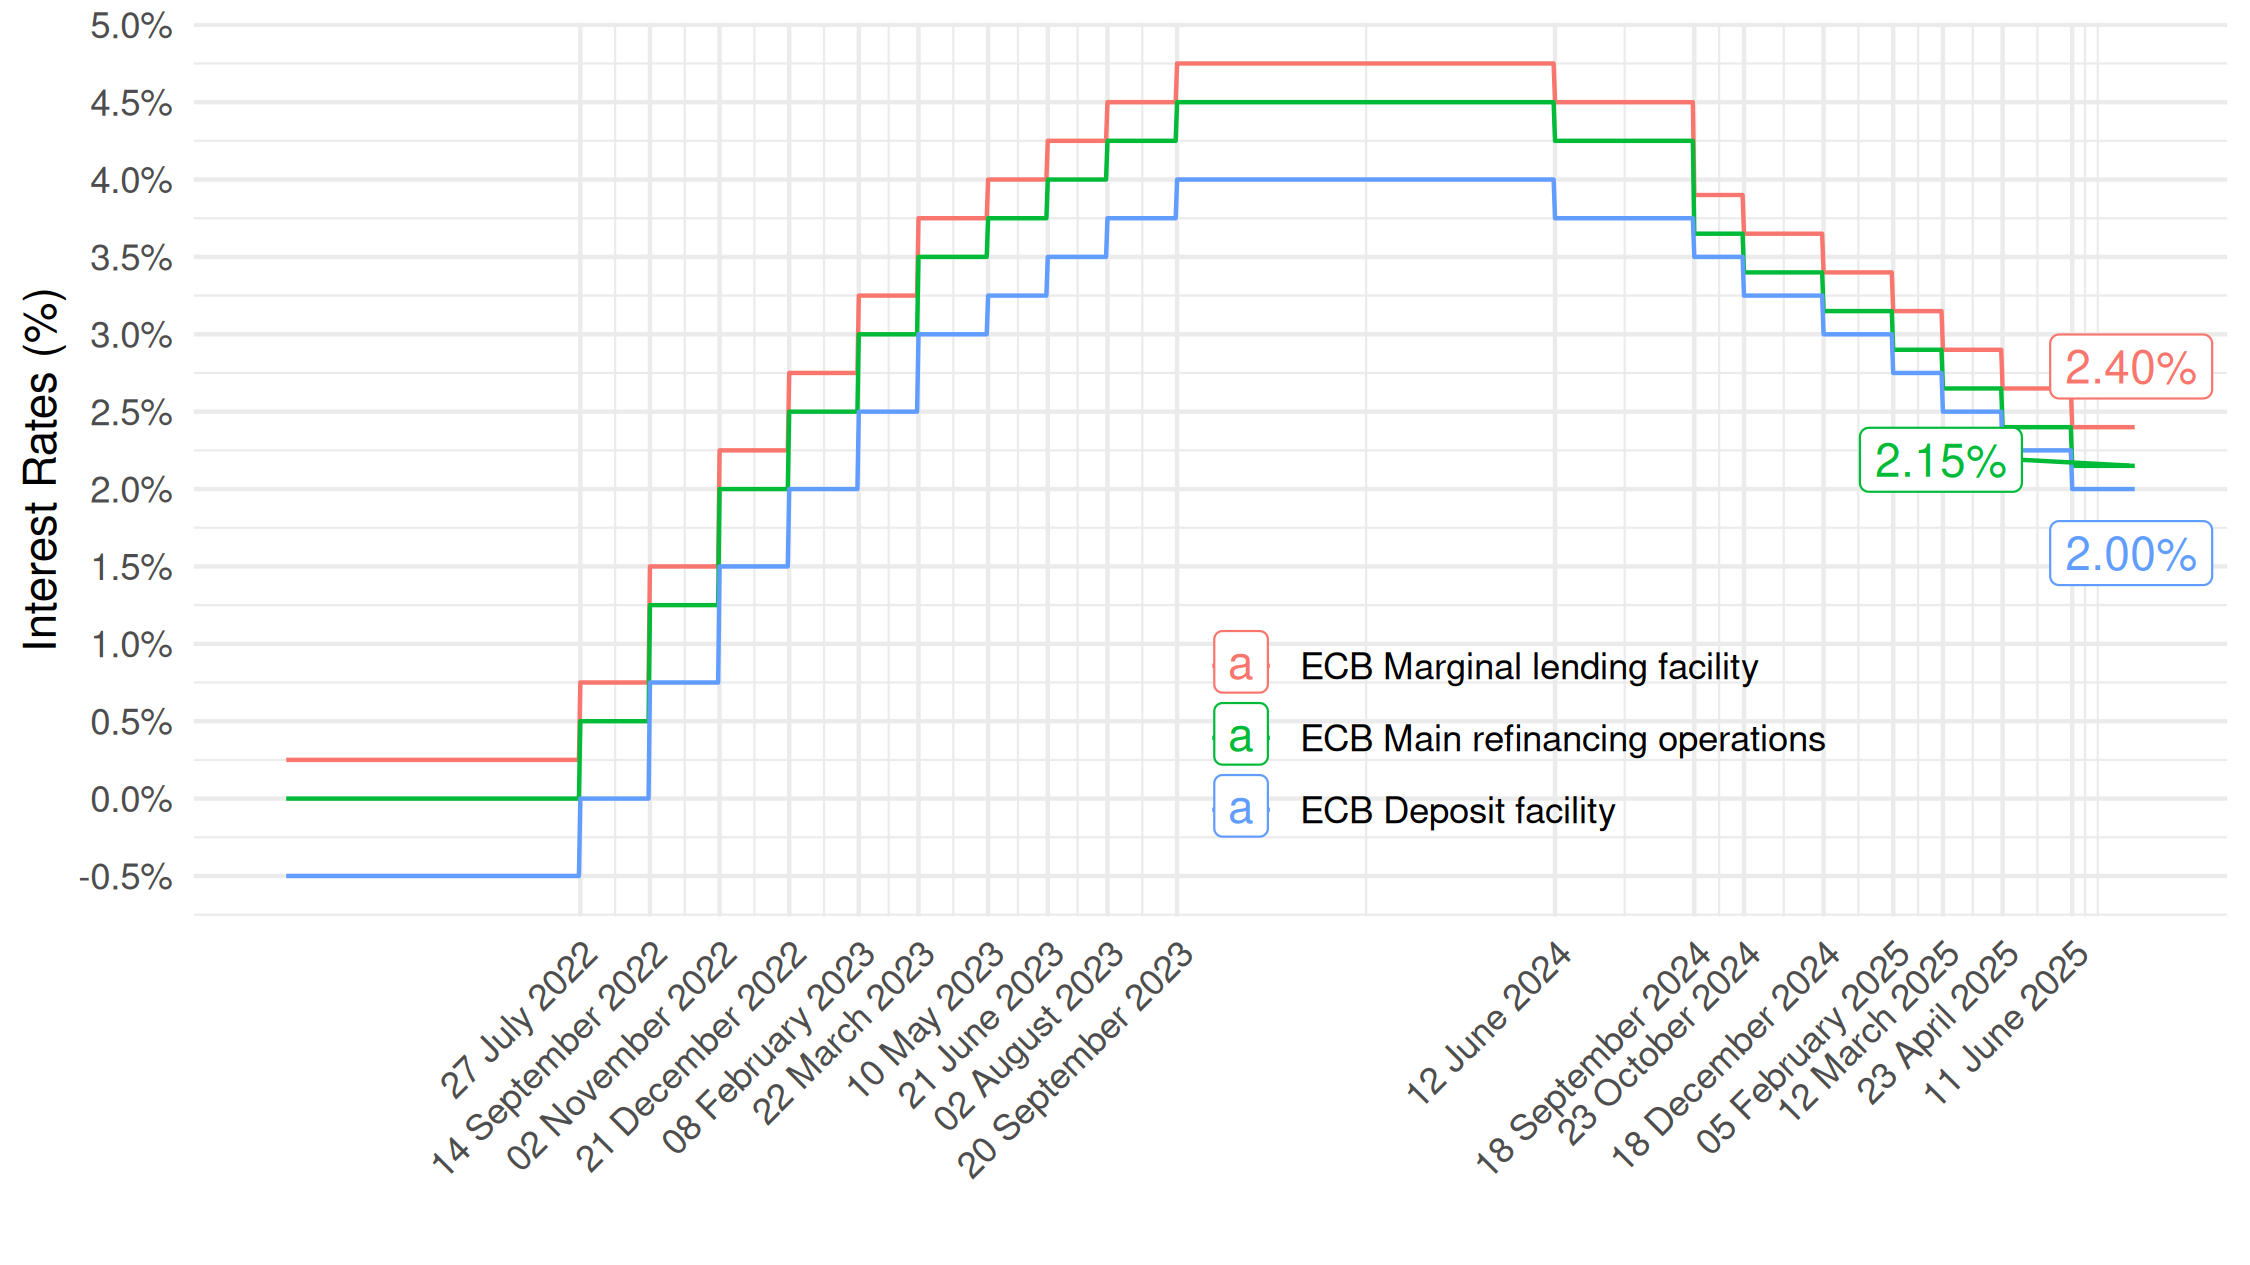 5.0%
4.5%
4.0%
3.5%
3.0%
2.5%
2.0%
1.5%
1.0%
0.5%
0.0%
-0.5%
Interest Rates (%)
2.40%
2.15%
2.00%
a ECB Marginal lending facility
a ECB Main refinancing operations
a ECB Deposit facility
27 July 2022
14 September 2022
02 November 2022
21 December 2022
08 February 2023
22 March 2023
10 May 2023
21 June 2023
02 August 2023
20 September 2023
12 June 2024
18 September 2024
23 October 2024
18 December 2024
05 February 2025
12 March 2025
23 April 2025
11 June 2025